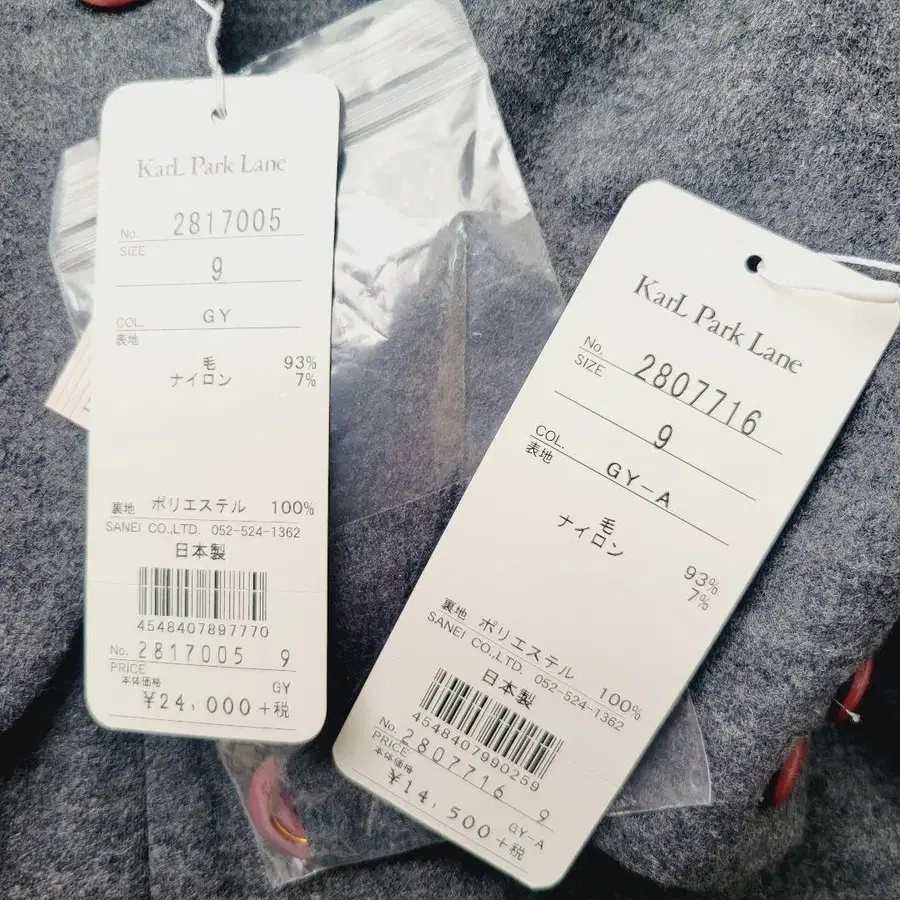 KarL Park Lane
No. 2817005
SIZE
9
COL. GY
表地
毛 93%
ナイロン 7%
裏地 ポリエステル 100%
SANEI CO.,LTD. 052-524-1362
日本製
4548407897770
No. 2817005 9
PRICE GY
本体価格
¥24,000+税
KarL Park Lane
No. 2807716
SIZE
9
COL. GY-A
表地
毛 93%
ナイロン 7%
裏地 ポリエステル 100%
SANEI CO.,LTD. 052-524-1362
日本製
4548407990259
No. 2807716 9
PRICE GY-A
本体価格
¥14,500+税